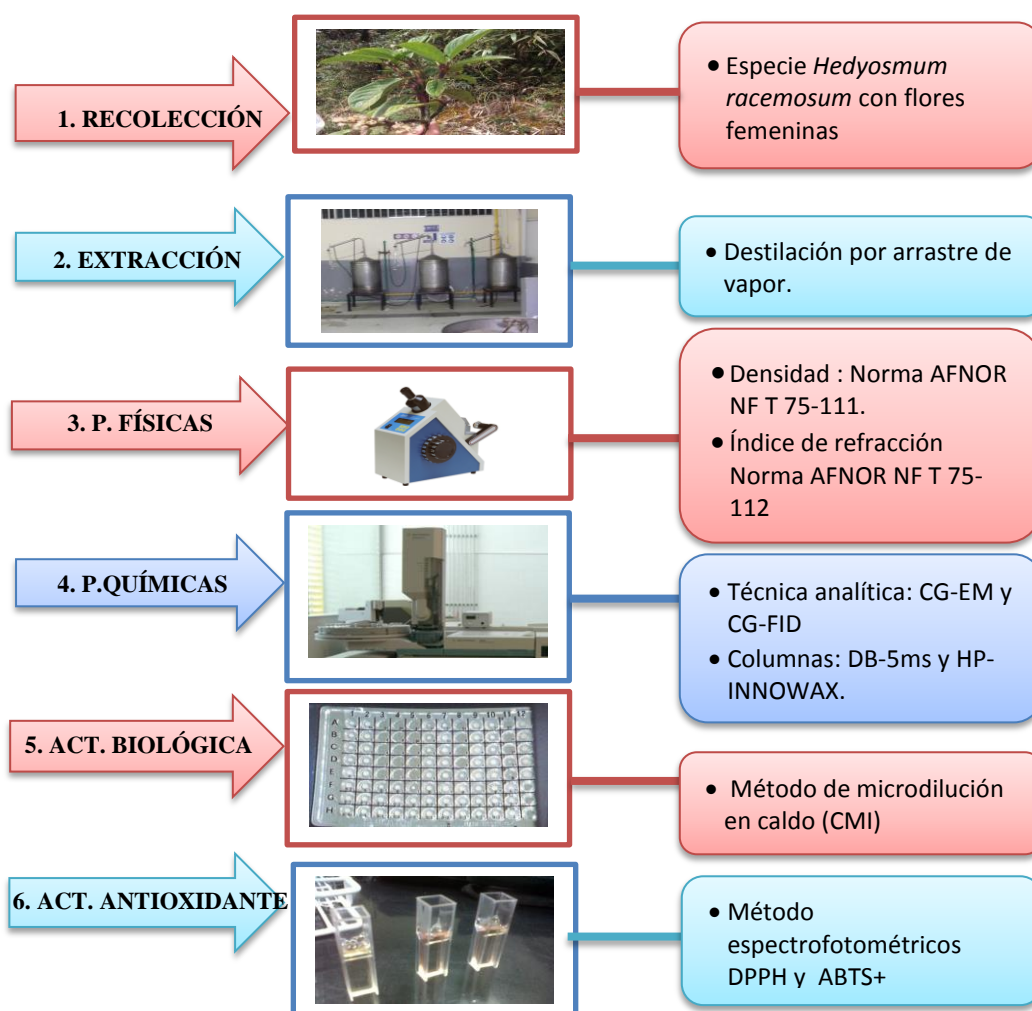 1. RECOLECCIÓN
• Especie Hedyosmum
racemosum con flores
femeninas
2. EXTRACCIÓN
• Destilación por arrastre de
vapor.
3. P. FÍSICAS
• Densidad : Norma AFNOR
NF T 75-111.
• Índice de refracción
Norma AFNOR NF T 75-
112
4. P.QUÍMICAS
• Técnica analítica: CG-EM y
CG-FID
• Columnas: DB-5ms y HP-
INNOWAX.
5. ACT. BIOLÓGICA
• Método de microdilución
en caldo (CMI)
6. ACT. ANTIOXIDANTE
• Método
espectrofotométricos
DPPH y ABTS+